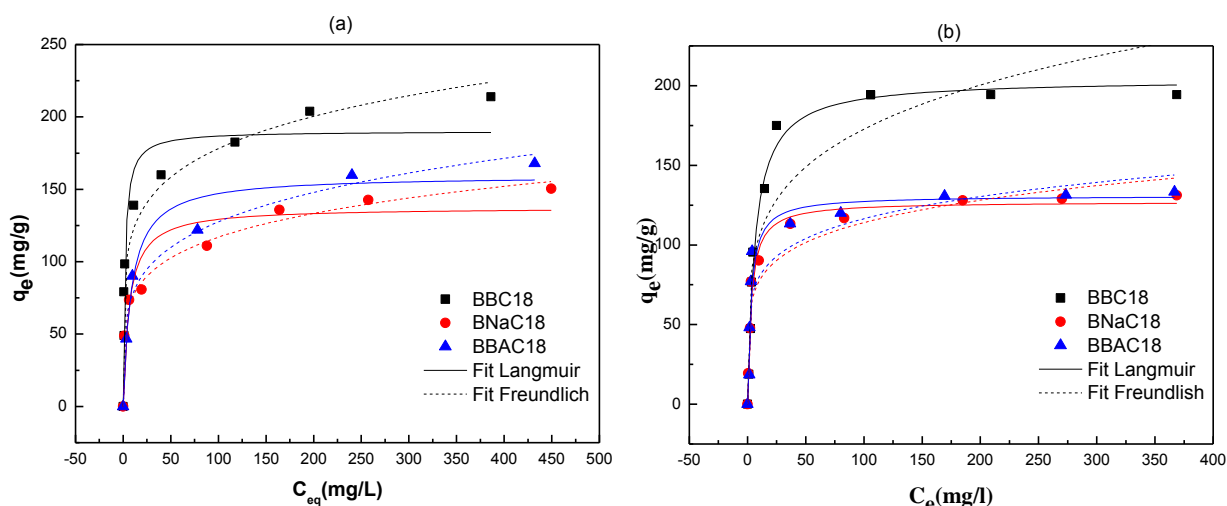 (a)
250
200
150
100
50
0
q_e(mg/g)
BBC18
BNaC18
BBAC18
Fit Langmuir
Fit Freundlich
-50 0 50 100 150 200 250 300 350 400 450 500
C_eq(mg/L)
(b)
200
150
100
50
0
q_e(mg/g)
BBC18
BNaC18
BBAC18
Fit Langmuir
Fit Freundlish
-50 0 50 100 150 200 250 300 350 400
C_e(mg/l)